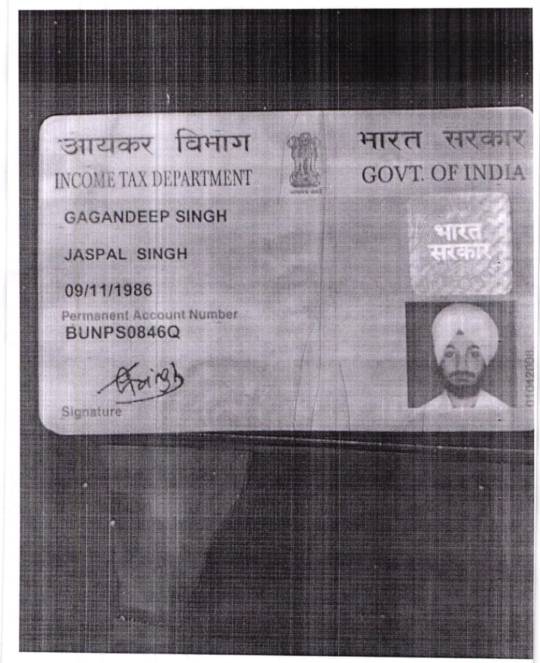 आयकर विभाग
INCOME TAX DEPARTMENT
भारत सरकार
GOVT. OF INDIA
GAGANDEEP SINGH
JASPAL SINGH
09/11/1986
Permanent Account Number
BUNPS0846Q
Signature
भारत
सरकार
01042008